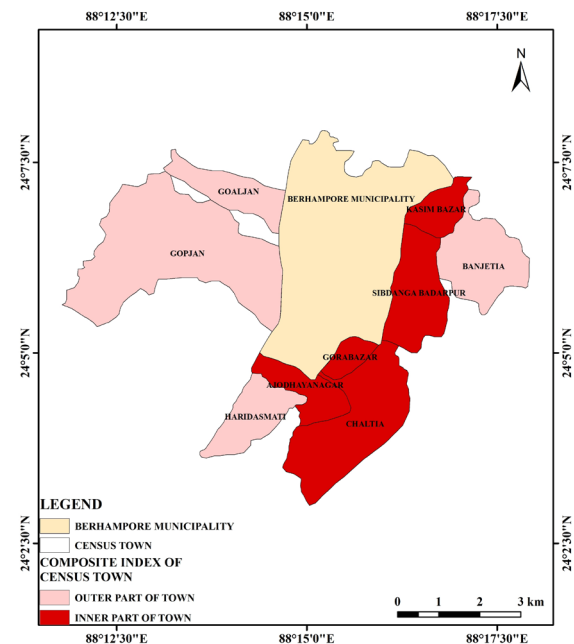 88°12'30"E 88°15'0"E 88°17'30"E
N
24°7'30"N 24°7'30"N
GOALJAN
BERHAMPORE MUNICIPALITY
KASIM BAZAR
GOPJAN
BANJETIA
SIBDANGA BADARPUR
24°5'0"N 24°5'0"N
GORABAZAR
AJODHAYANAGAR
HARIDASMATI
CHALTIA
LEGEND
BERHAMPORE MUNICIPALITY
CENSUS TOWN
COMPOSITE INDEX OF
CENSUS TOWN
OUTER PART OF TOWN
INNER PART OF TOWN
24°2'30"N 24°2'30"N
0 1 2 3 km
88°12'30"E 88°15'0"E 88°17'30"E